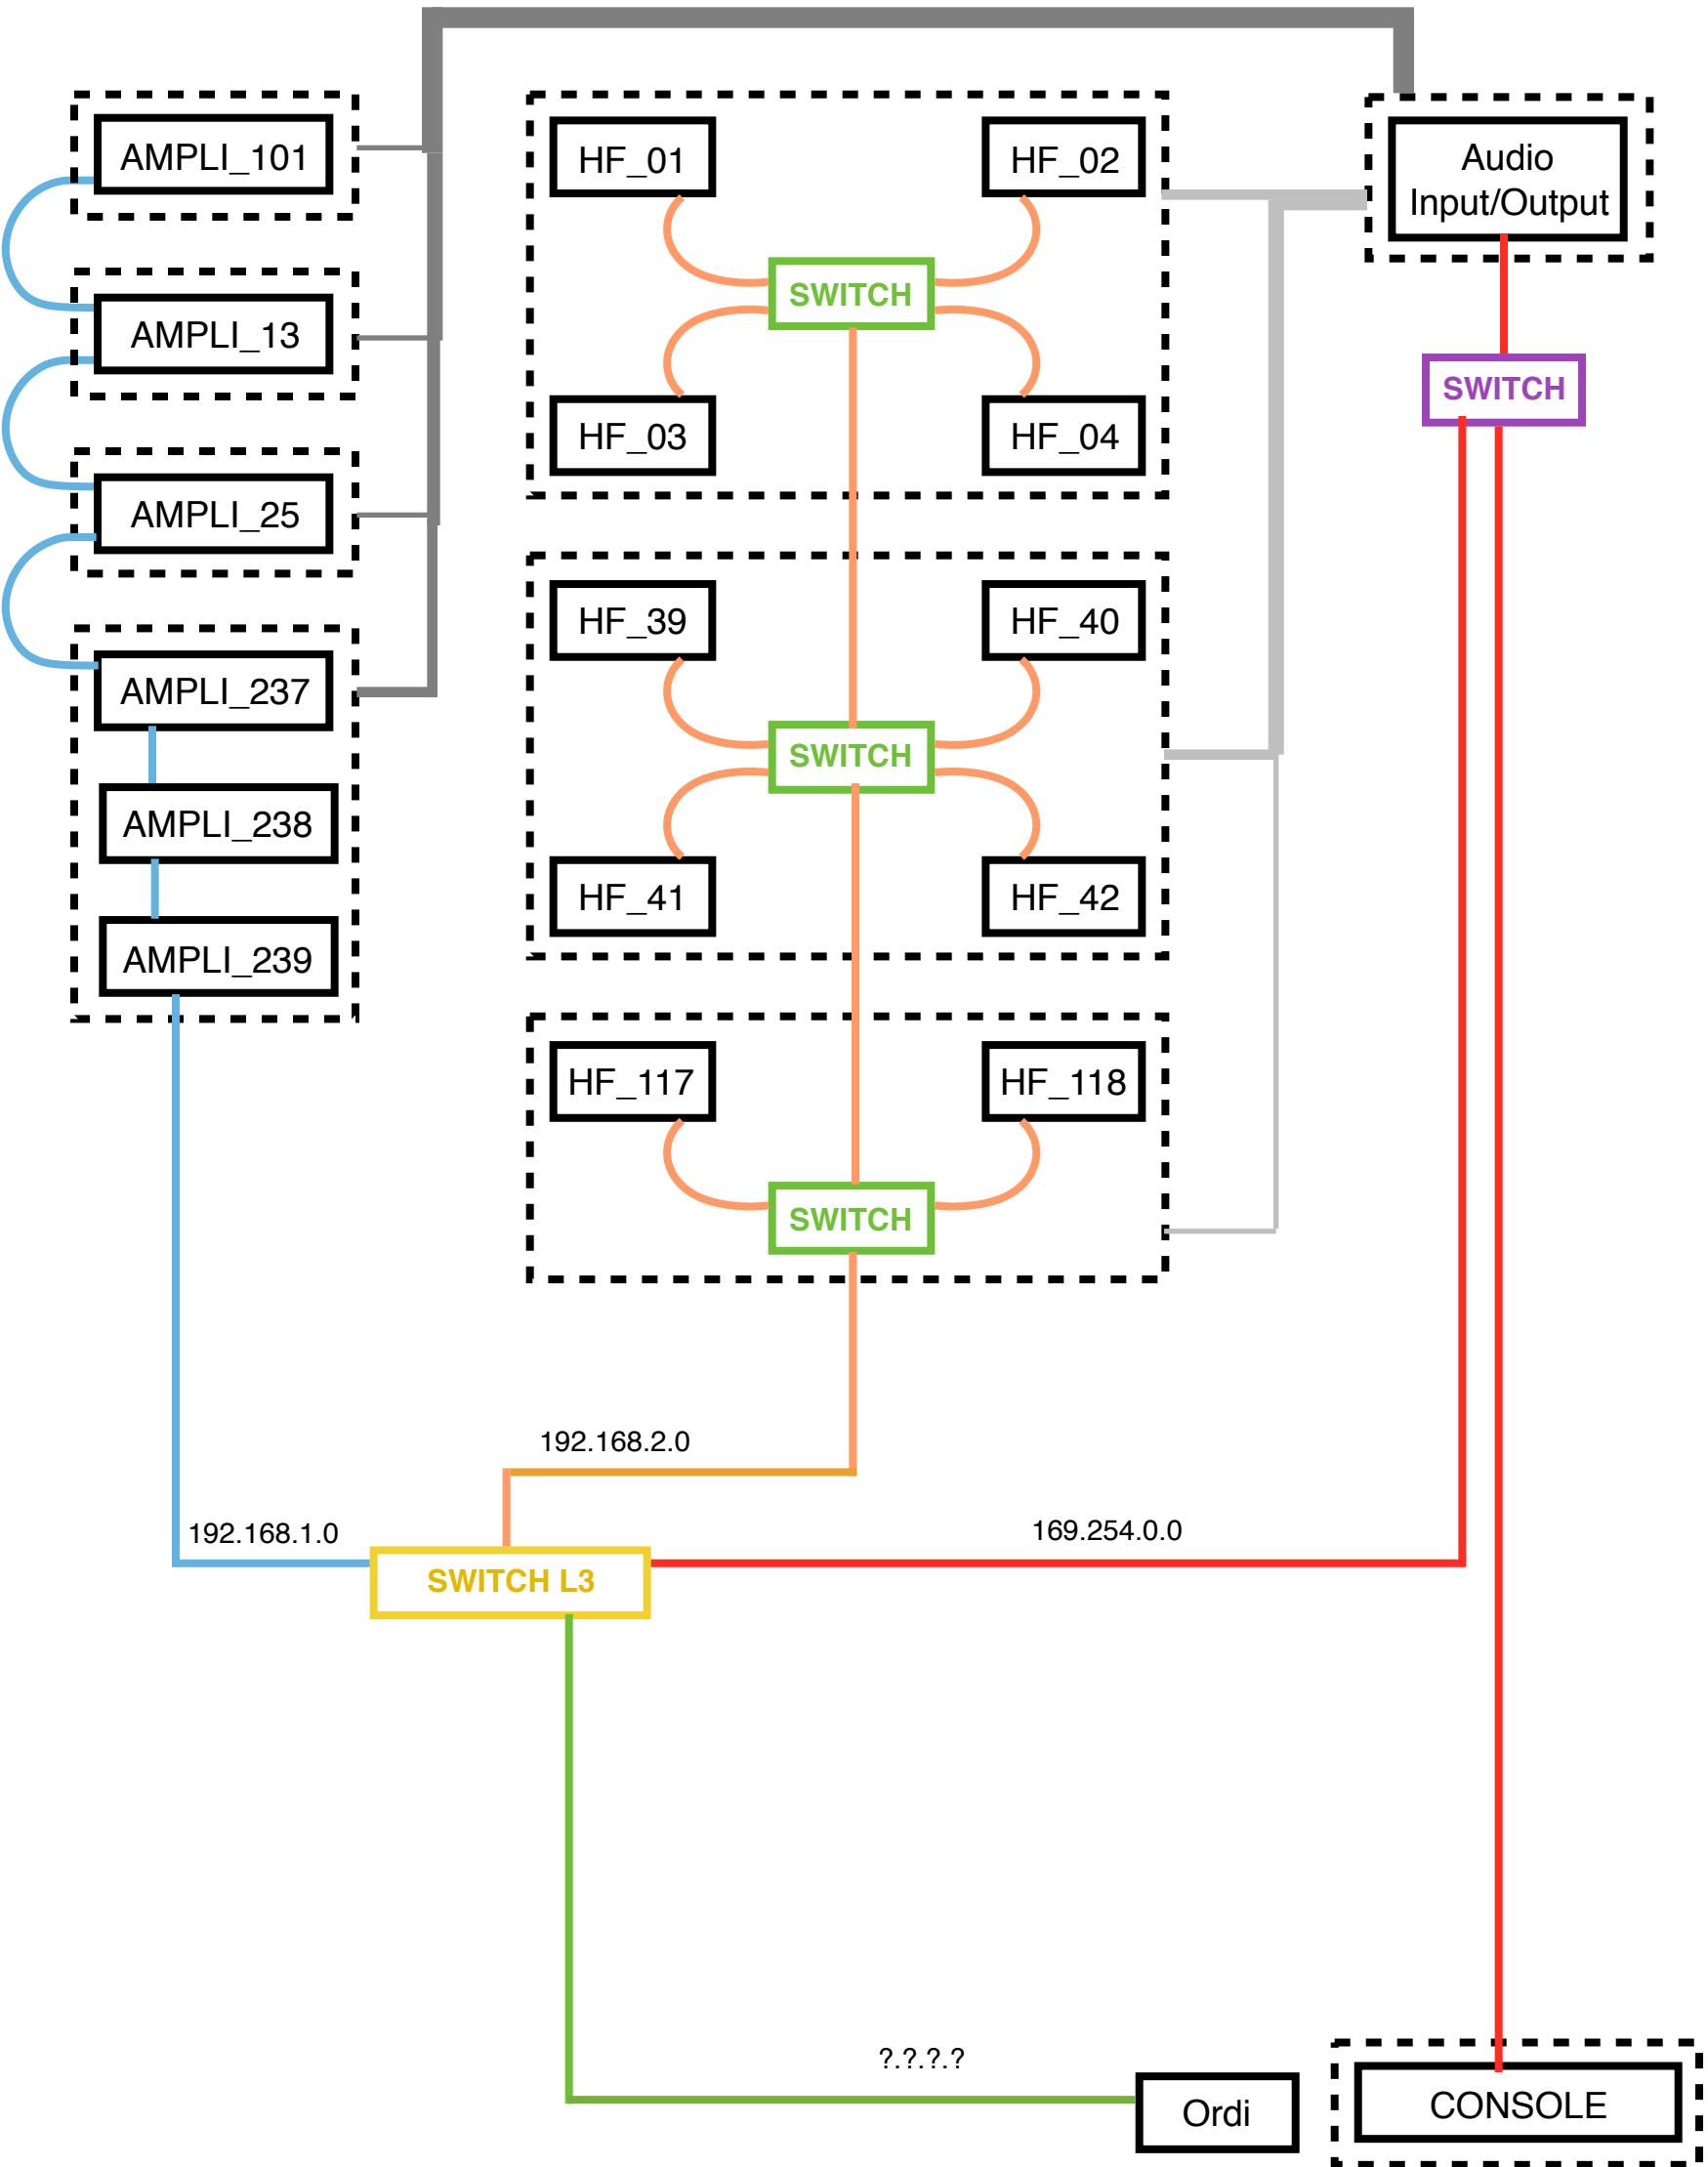 AMPLI_101
AMPLI_13
AMPLI_25
AMPLI_237
AMPLI_238
AMPLI_239
HF_01
HF_02
SWITCH
HF_03
HF_04
HF_39
HF_40
SWITCH
HF_41
HF_42
HF_117
HF_118
SWITCH
Audio
Input/Output
SWITCH
192.168.2.0
192.168.1.0
169.254.0.0
SWITCH L3
?.?.?.?
Ordi
CONSOLE